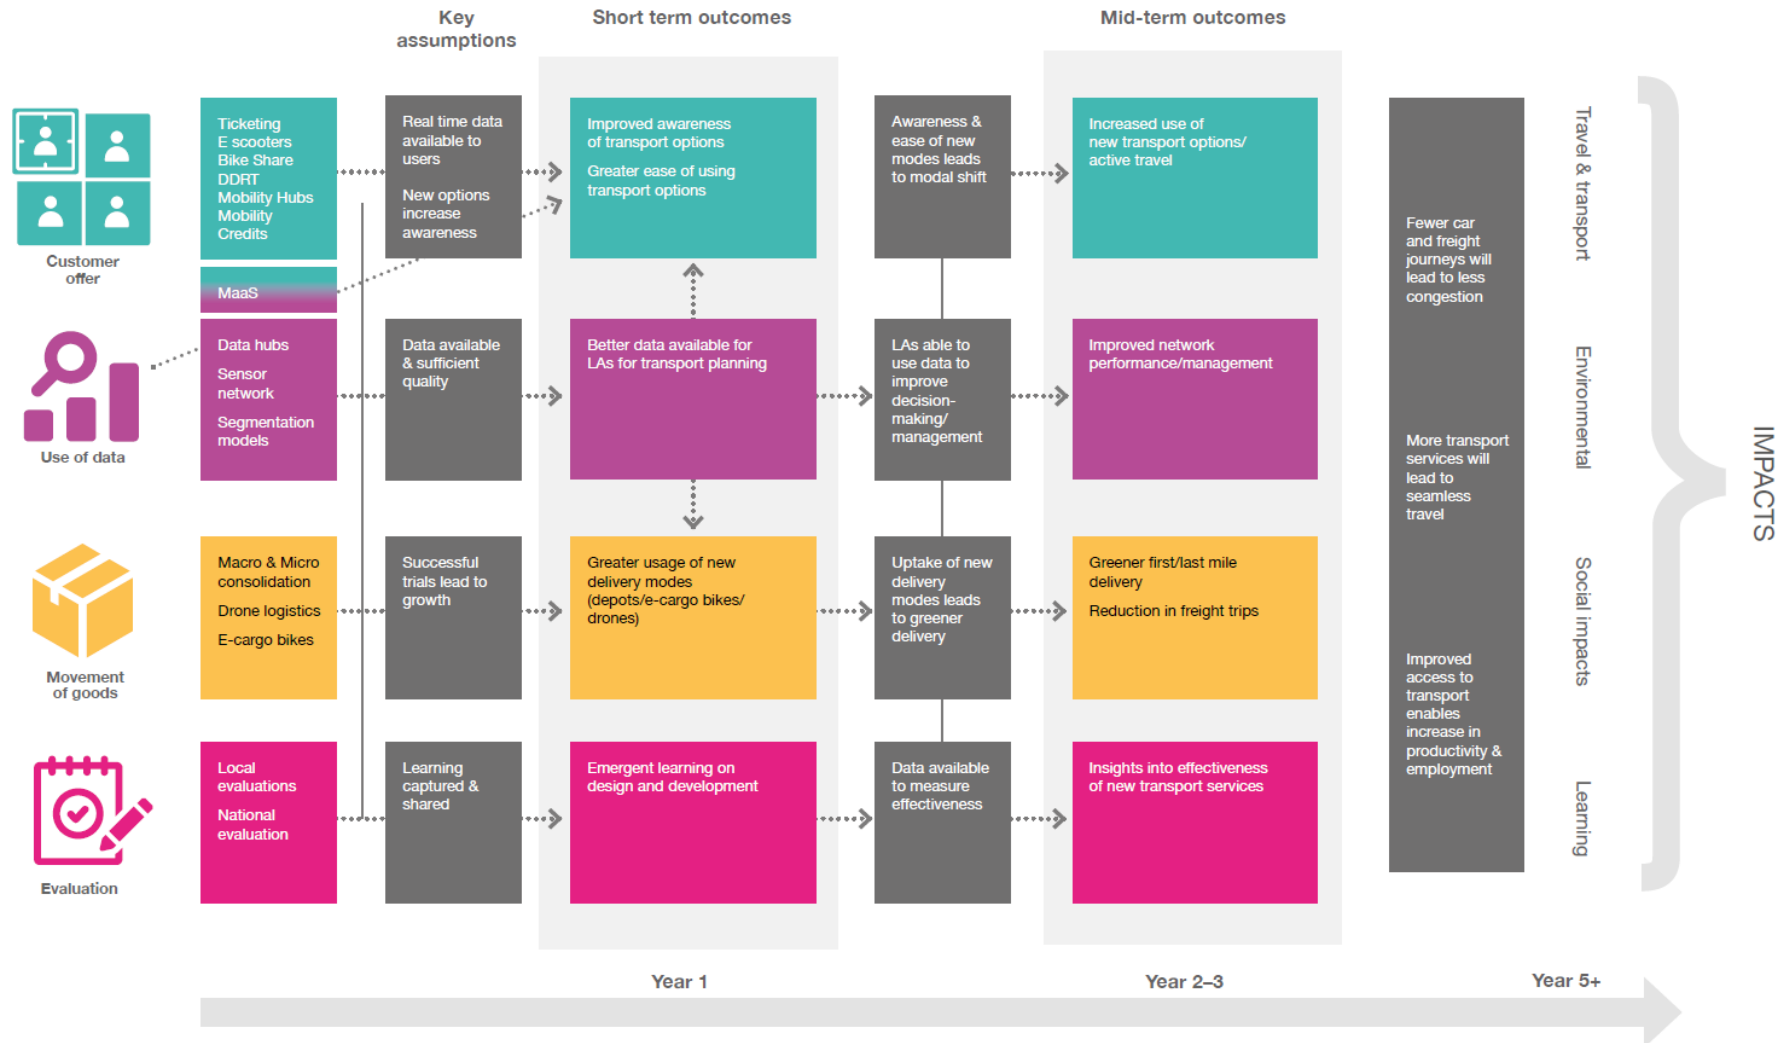 Key
assumptions
Short term outcomes
Mid-term outcomes
Customer
offer
Ticketing
E scooters
Bike Share
DDRT
Mobility Hubs
Mobility
Credits
MaaS
Real time data
available to
users
New options
increase
awareness
Improved awareness
of transport options
Greater ease of using
transport options
Awareness &
ease of new
modes leads
to modal shift
Increased use of
new transport options/
active travel
Use of data
Data hubs
Sensor
network
Segmentation
models
Data available
& sufficient
quality
Better data available for
LAs for transport planning
LAs able to
use data to
improve
decision-
making/
management
Improved network
performance/management
Movement
of goods
Macro & Micro
consolidation
Drone logistics
E-cargo bikes
Successful
trials lead to
growth
Greater usage of new
delivery modes
(depots/e-cargo bikes/
drones)
Uptake of new
delivery
modes leads
to greener
delivery
Greener first/last mile
delivery
Reduction in freight trips
Evaluation
Local
evaluations
National
evaluation
Learning
captured &
shared
Emergent learning on
design and development
Data available
to measure
effectiveness
Insights into effectiveness
of new transport services
Fewer car
and freight
journeys will
lead to less
congestion
More transport
services will
lead to
seamless
travel
Improved
access to
transport
enables
increase in
productivity &
employment
Travel & transport
Environmental
Social impacts
Learning
IMPACTS
Year 1
Year 2–3
Year 5+